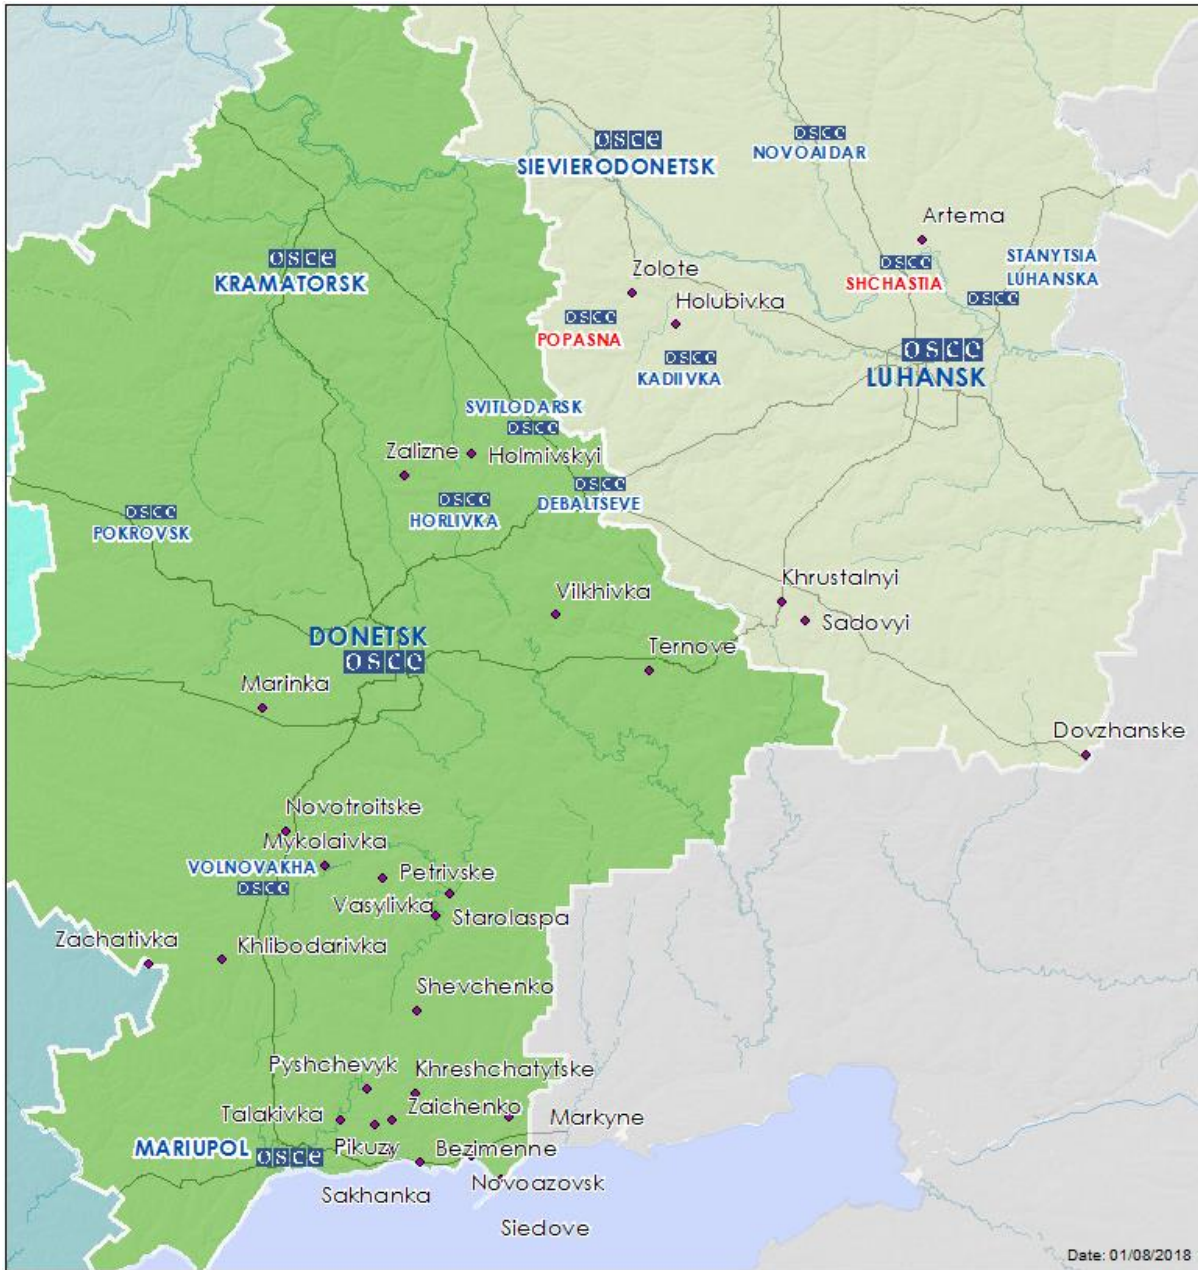 OSCE
SIEVIERODONETSK
OSCE
NOVOAIDAR
Artema
OSCE
KRAMATORSK
OSCE
SHCHASTIA
STANYTSIA
LUHANSKA
OSCE
Zolote
Holubivka
OSCE
POPASNA
OSCE
LUHANSK
OSCE
KADIIVKA
SVITLODARSK
OSCE
Zalizne
Holmivskyi
OSCE
HORLIVKA
OSCE
DEBALTSEVE
OSCE
POKROVSK
Khrustalnyi
Sadovyi
Vilkhivka
DONETSK
OSCE
Ternove
Marinka
Dovzhanske
Novotroitske
Mykolaivka
VOLNOVAKHA
OSCE
Petrivske
Vasylivka
Starolaspa
Zachativka
Khlibodarivka
Shevchenko
Pyshchevyk
Khreshchatytske
Talakivka
Zaichenko
Markyne
MARIUPOL
OSCE
Pikuzy
Bezimenne
Sakhanka
Novoazovsk
Siedove
Date: 01/08/2018